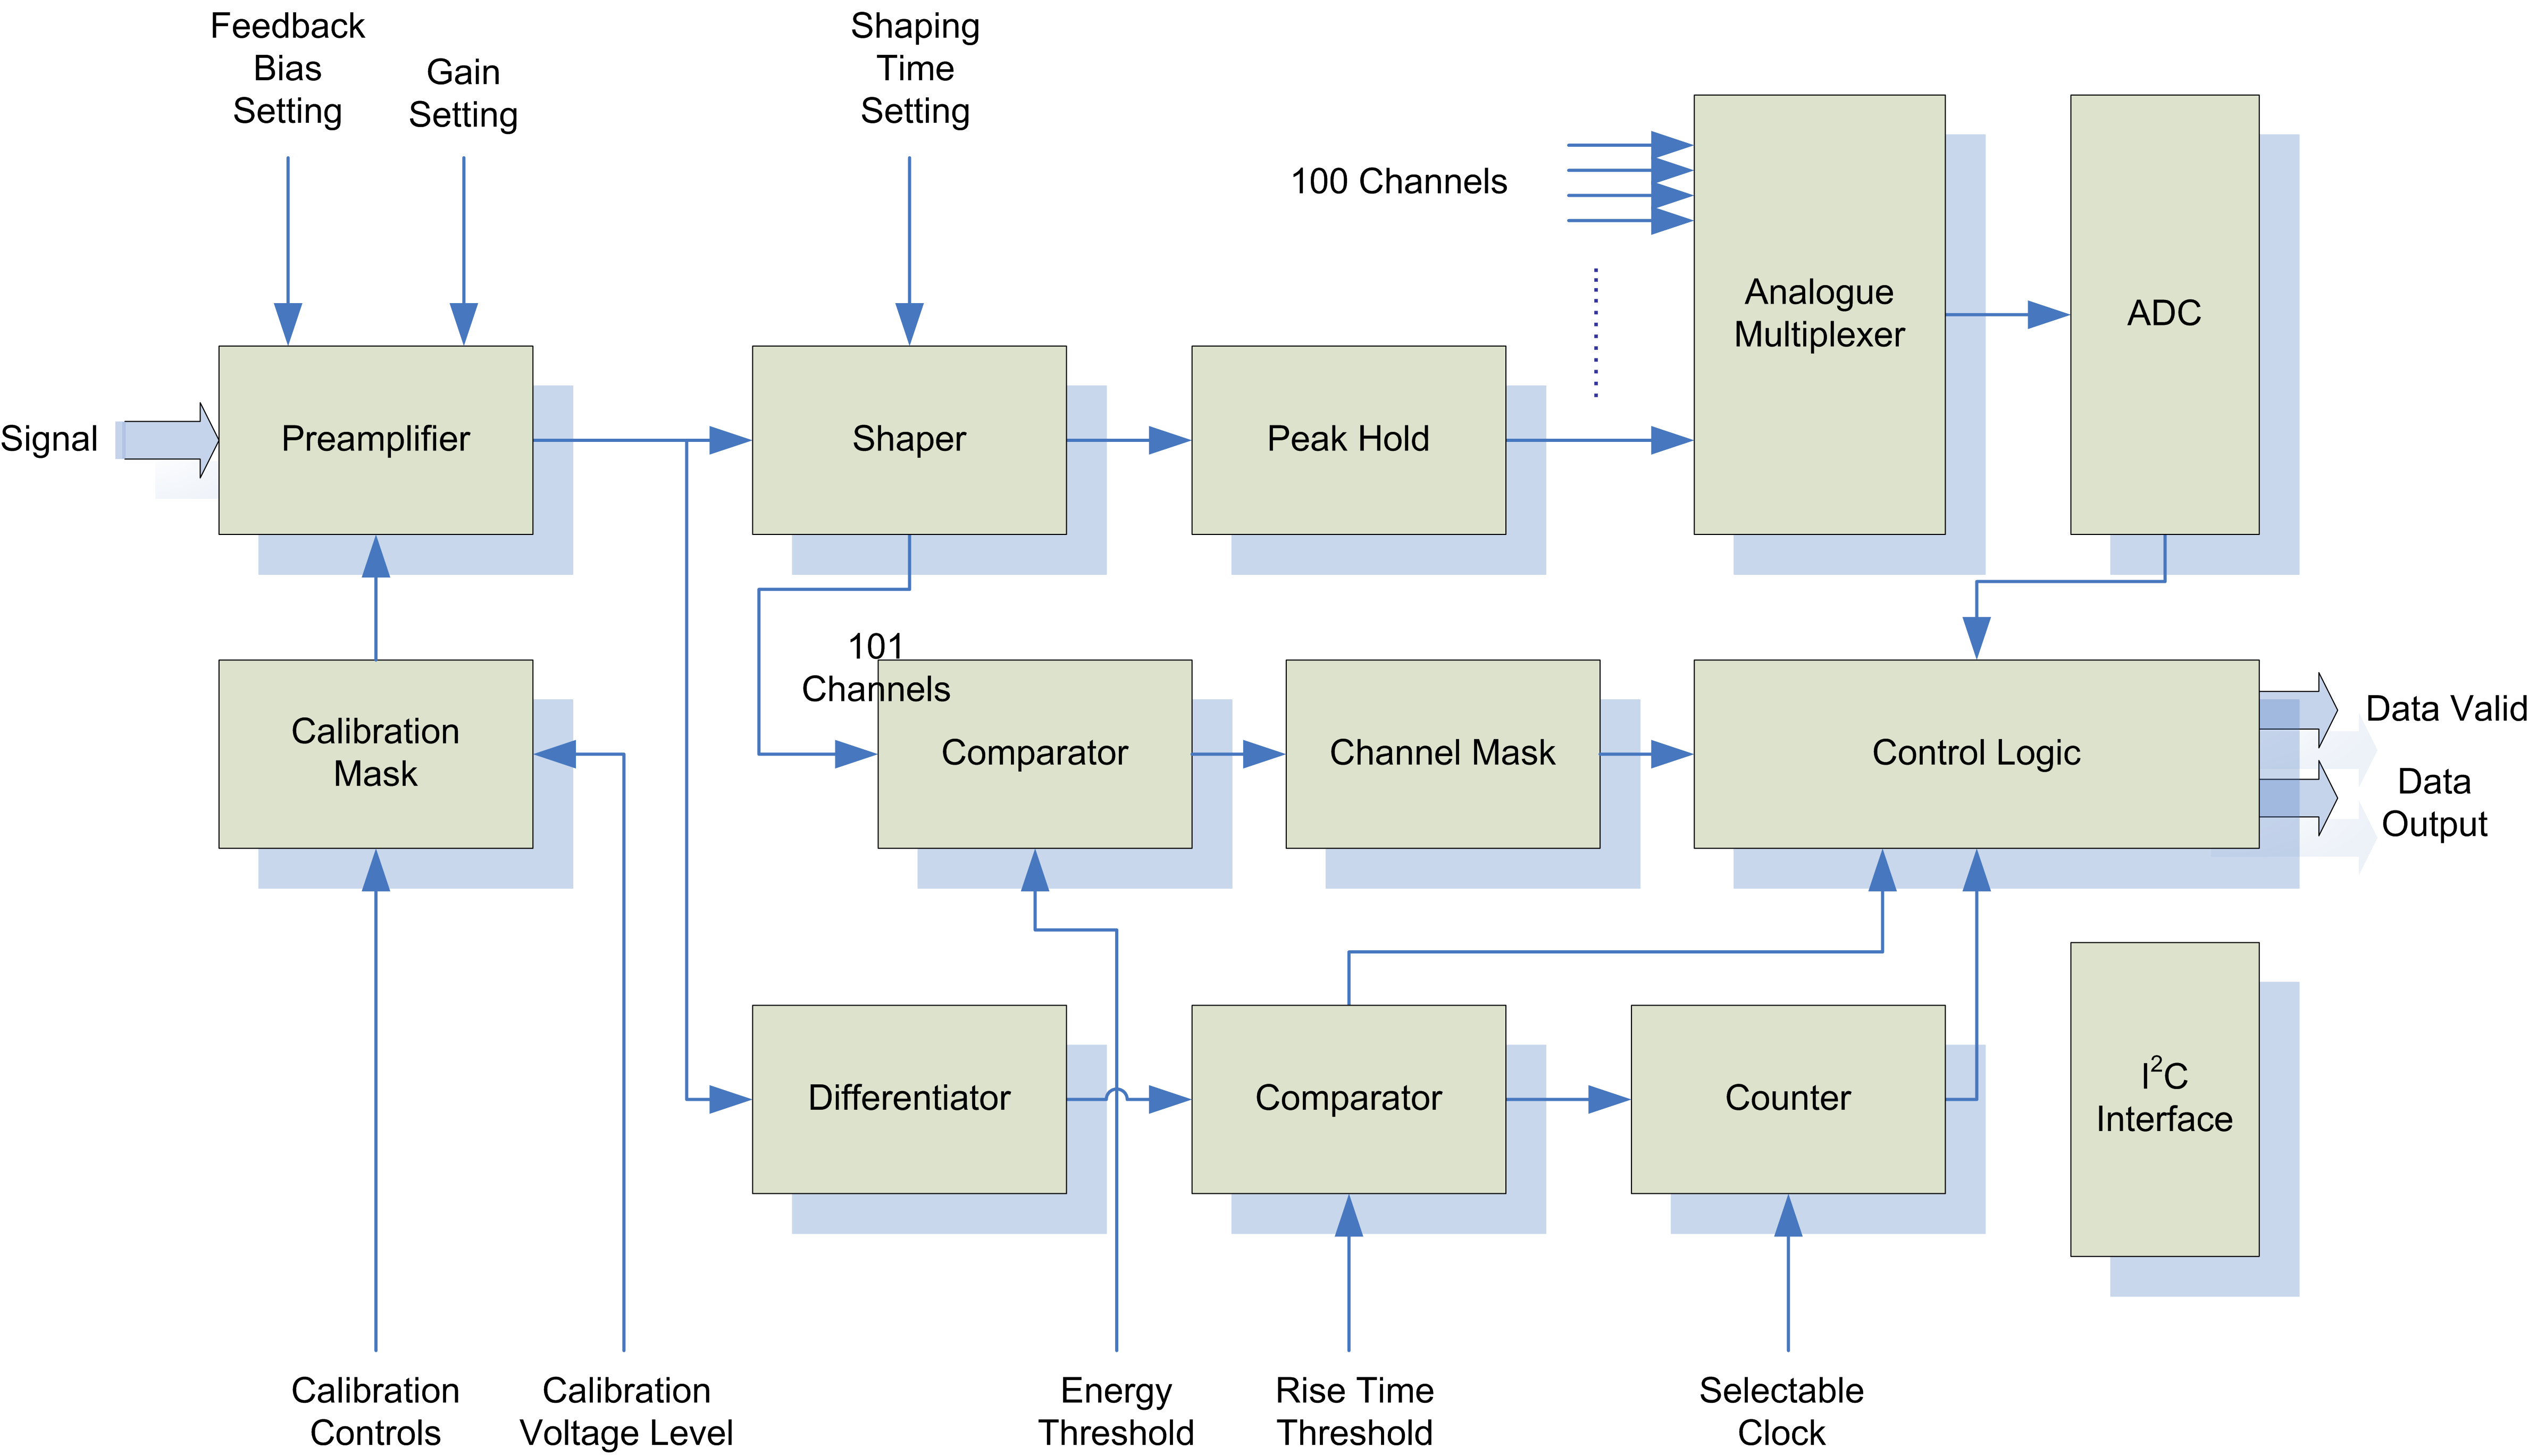 Feedback
Bias
Setting
Gain
Setting
Shaping
Time
Setting
100 Channels
Analogue
Multiplexer
ADC
Signal
Preamplifier
Shaper
Peak Hold
101
Channels
Calibration
Mask
Comparator
Channel Mask
Control Logic
Data Valid
Data
Output
Differentiator
Comparator
Counter
I²C
Interface
Calibration
Controls
Calibration
Voltage Level
Energy
Threshold
Rise Time
Threshold
Selectable
Clock